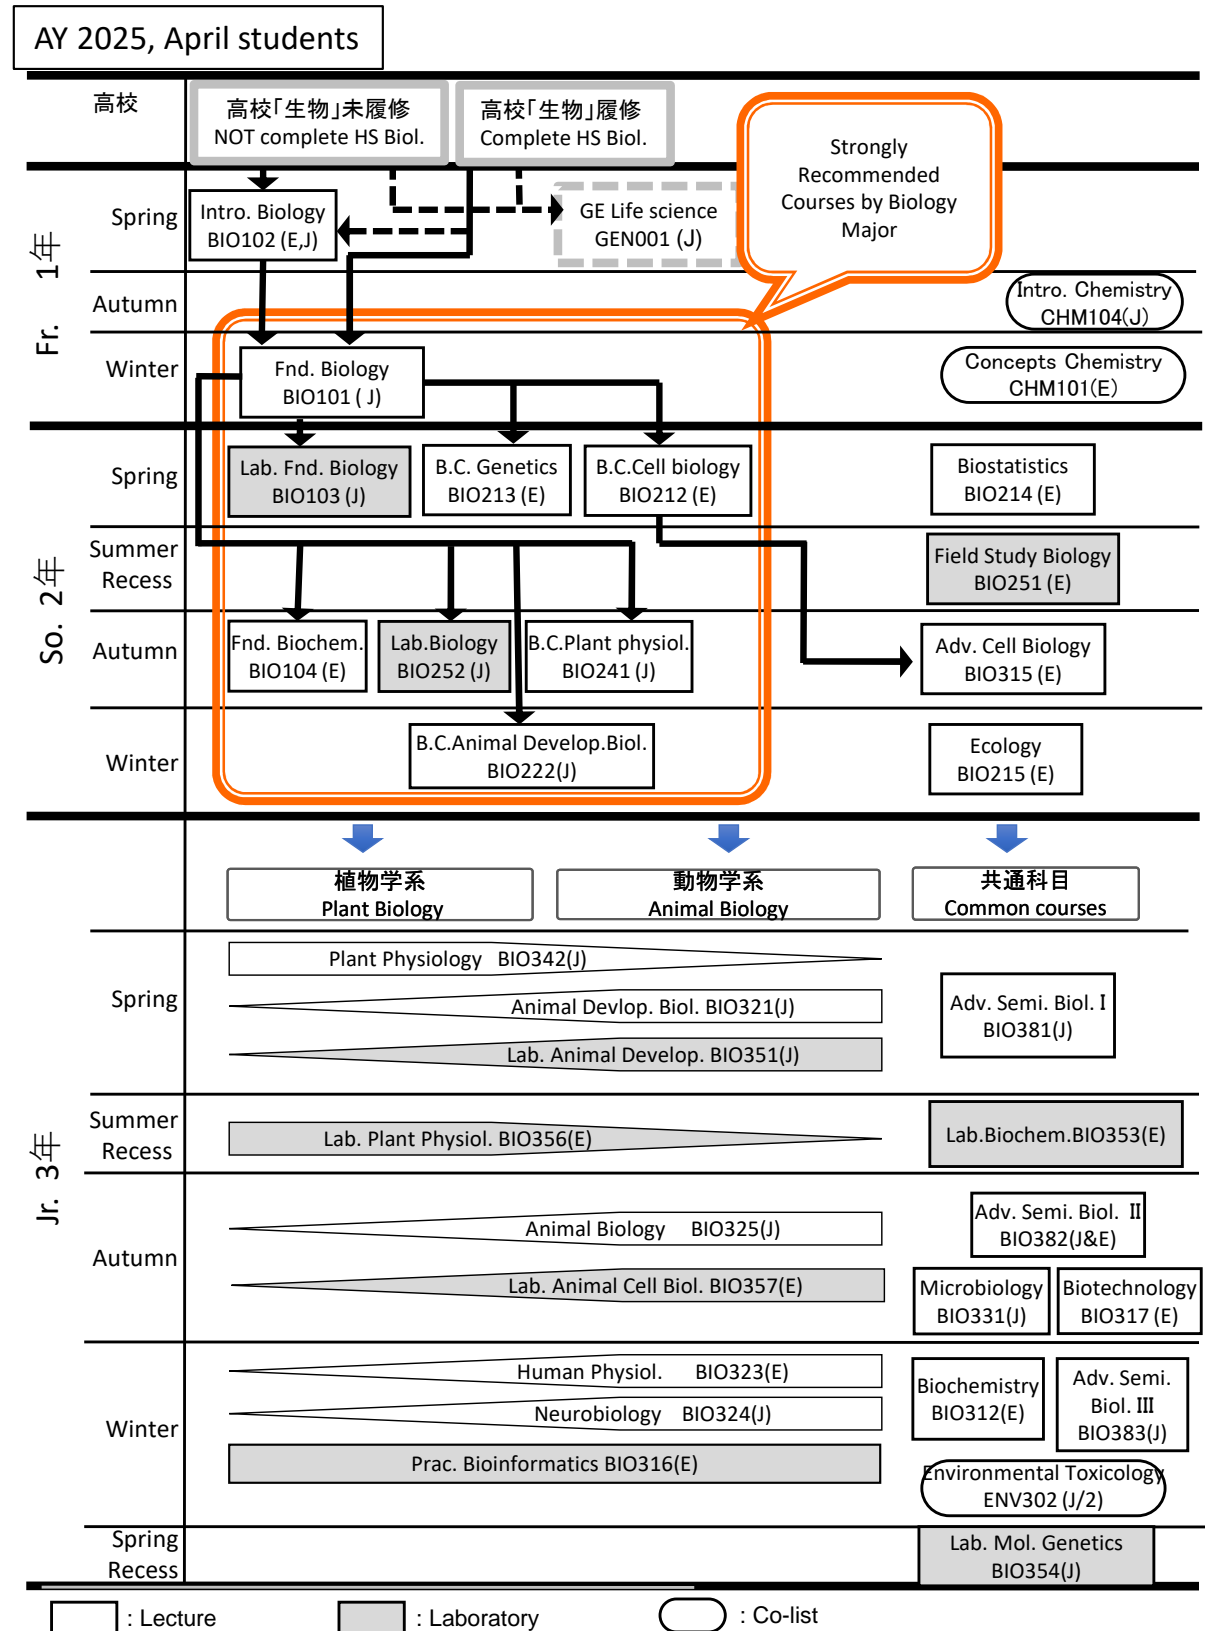 AY 2025, April students
高校
高校「生物」未履修
NOT complete HS Biol.
高校「生物」履修
Complete HS Biol.
Strongly
Recommended
Courses by Biology
Major
Fr. 1年
Spring
Intro. Biology
BIO102 (E,J)
GE Life science
GEN001 (J)
Autumn
Intro. Chemistry
CHM104(J)
Winter
Fnd. Biology
BIO101 ( J)
Concepts Chemistry
CHM101(E)
So. 2年
Spring
Lab. Fnd. Biology
BIO103 (J)
B.C. Genetics
BIO213 (E)
B.C.Cell biology
BIO212 (E)
Biostatistics
BIO214 (E)
Summer
Recess
Field Study Biology
BIO251 (E)
Autumn
Fnd. Biochem.
BIO104 (E)
Lab.Biology
BIO252 (J)
B.C.Plant physiol.
BIO241 (J)
Adv. Cell Biology
BIO315 (E)
Winter
B.C.Animal Develop.Biol.
BIO222(J)
Ecology
BIO215 (E)
植物学系
Plant Biology
動物学系
Animal Biology
共通科目
Common courses
Jr. 3年
Spring
Plant Physiology BIO342(J)
Animal Devlop. Biol. BIO321(J)
Lab. Animal Develop. BIO351(J)
Adv. Semi. Biol. I
BIO381(J)
Summer
Recess
Lab. Plant Physiol. BIO356(E)
Lab.Biochem.BIO353(E)
Autumn
Animal Biology BIO325(J)
Lab. Animal Cell Biol. BIO357(E)
Adv. Semi. Biol. II
BIO382(J&E)
Microbiology
BIO331(J)
Biotechnology
BIO317 (E)
Winter
Human Physiol. BIO323(E)
Neurobiology BIO324(J)
Prac. Bioinformatics BIO316(E)
Biochemistry
BIO312(E)
Adv. Semi.
Biol. III
BIO383(J)
Environmental Toxicology
ENV302 (J/2)
Spring
Recess
Lab. Mol. Genetics
BIO354(J)
: Lecture
: Laboratory
: Co-list